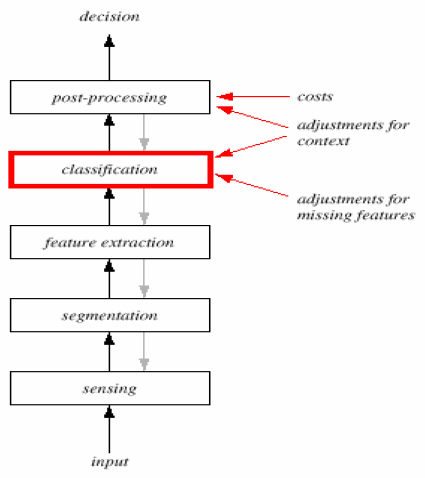 decision
post-processing
costs
adjustments for
context
classification
adjustments for
missing features
feature extraction
segmentation
sensing
input